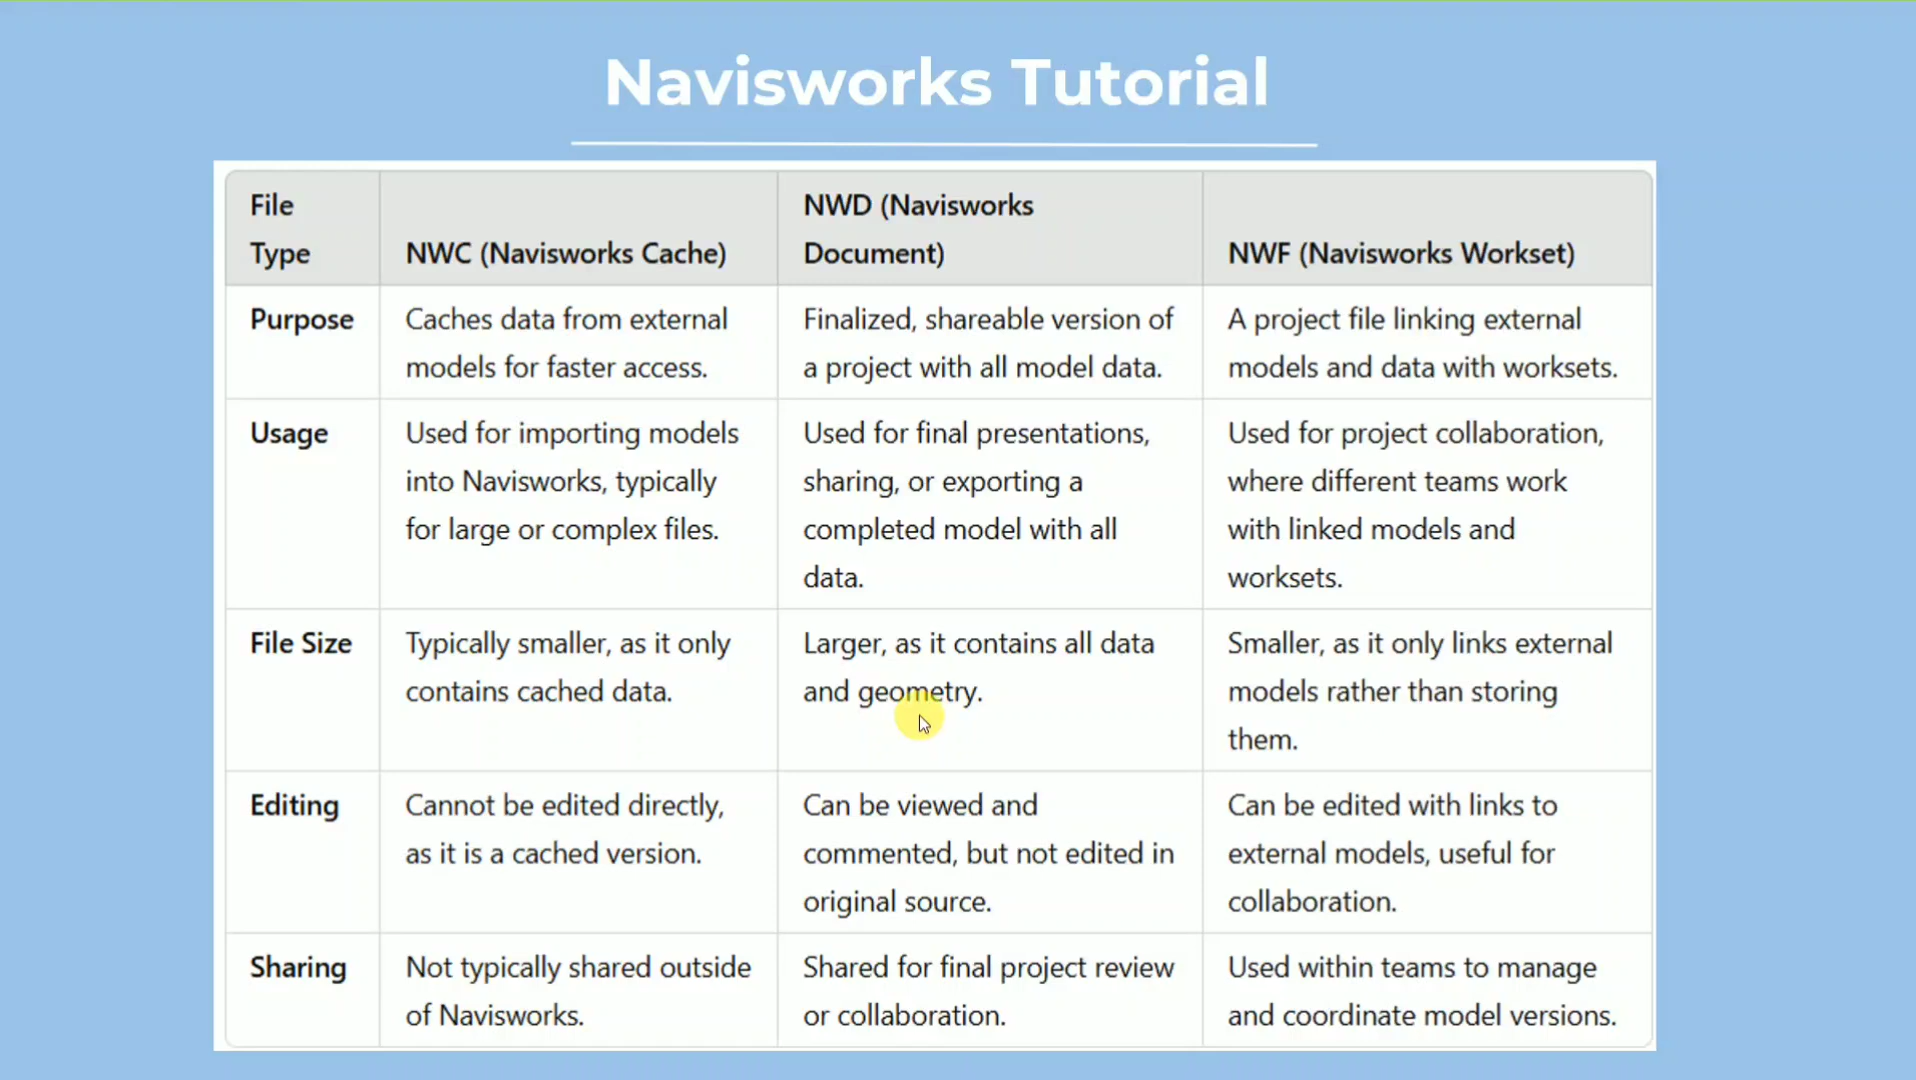 Navisworks Tutorial
File
Type
NWC (Navisworks Cache)
NWD (Navisworks
Document)
NWF (Navisworks Workset)
Purpose
Caches data from external
models for faster access.
Finalized, shareable version of
a project with all model data.
A project file linking external
models and data with worksets.
Usage
Used for importing models
into Navisworks, typically
for large or complex files.
Used for final presentations,
sharing, or exporting a
completed model with all
data.
Used for project collaboration,
where different teams work
with linked models and
worksets.
File Size
Typically smaller, as it only
contains cached data.
Larger, as it contains all data
and geometry.
Smaller, as it only links external
models rather than storing
them.
Editing
Cannot be edited directly,
as it is a cached version.
Can be viewed and
commented, but not edited in
original source.
Can be edited with links to
external models, useful for
collaboration.
Sharing
Not typically shared outside
of Navisworks.
Shared for final project review
or collaboration.
Used within teams to manage
and coordinate model versions.